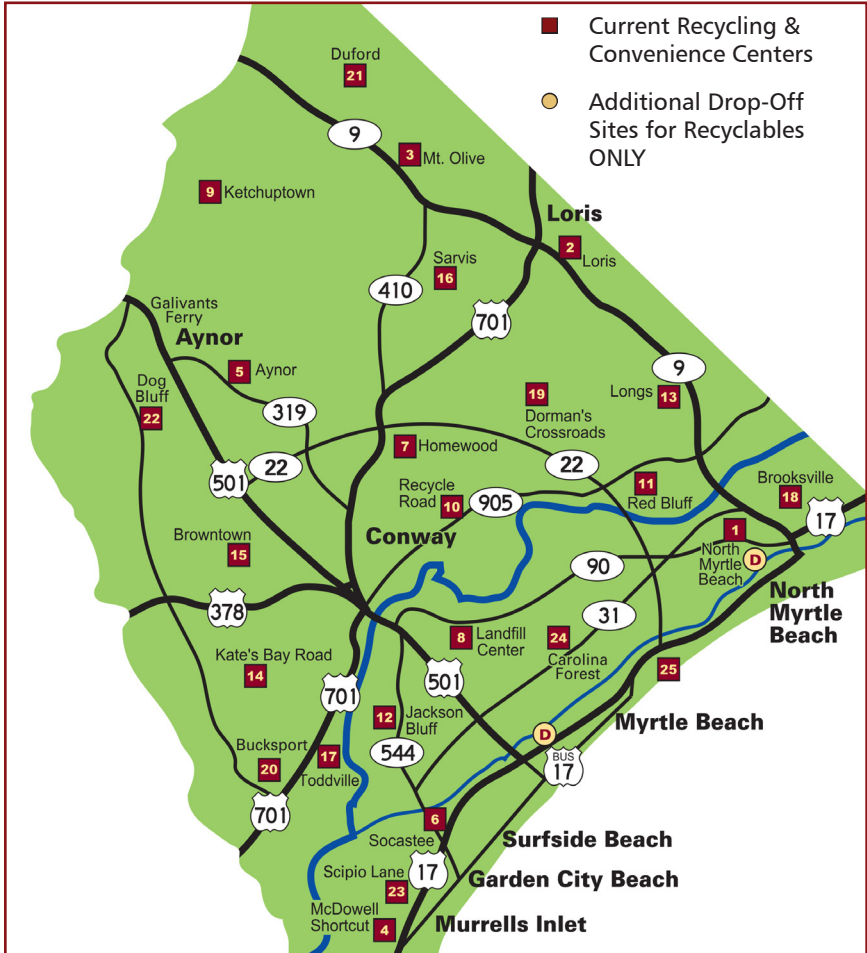 Current Recycling &
Convenience Centers
Additional Drop-Off
Sites for Recyclables
ONLY
Duford
21
9
3
Mt. Olive
9
Ketchuptown
Loris
2
Loris
Sarvis
16
410
701
Galivants
Ferry
Aynor
5
Aynor
Dog
Bluff
22
319
9
Longs
13
19
Dorman's
Crossroads
7
Homewood
22
22
501
Recycle
Road
10
905
11
Red Bluff
Brooksville
18
17
Conway
Browntown
15
1
North
Myrtle
Beach
D
90
North
Myrtle
Beach
378
31
8
Landfill
Center
24
Carolina
Forest
25
Kate's Bay Road
14
701
501
12
Jackson
Bluff
Myrtle Beach
D
544
Bucksport
20
17
Toddville
BUS
17
701
6
Socastee
Surfside Beach
Scipio Lane
23
17
Garden City Beach
McDowell
Shortcut
4
Murrells Inlet